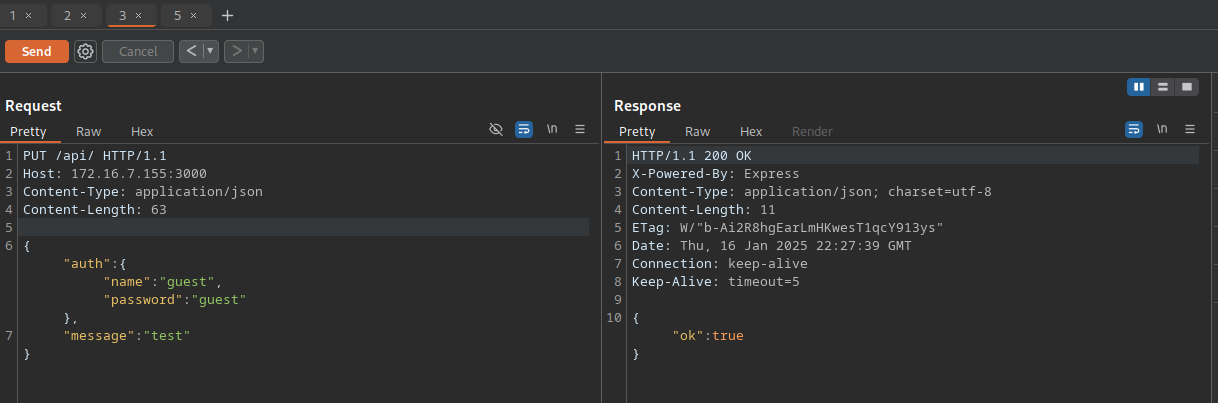 1 × 2 × 3 × 5 × +
Send Cancel < ▾ > ▾
Request
Pretty Raw Hex \n
1 PUT /api/ HTTP/1.1
2 Host: 172.16.7.155:3000
3 Content-Type: application/json
4 Content-Length: 63
5
6 {
"auth":{
"name":"guest",
"password":"guest"
},
7 "message":"test"
}
Response
Pretty Raw Hex Render \n
1 HTTP/1.1 200 OK
2 X-Powered-By: Express
3 Content-Type: application/json; charset=utf-8
4 Content-Length: 11
5 ETag: W/"b-Ai2R8hgEarLmHKwesT1qcY913ys"
6 Date: Thu, 16 Jan 2025 22:27:39 GMT
7 Connection: keep-alive
8 Keep-Alive: timeout=5
9
10 {
"ok":true
}